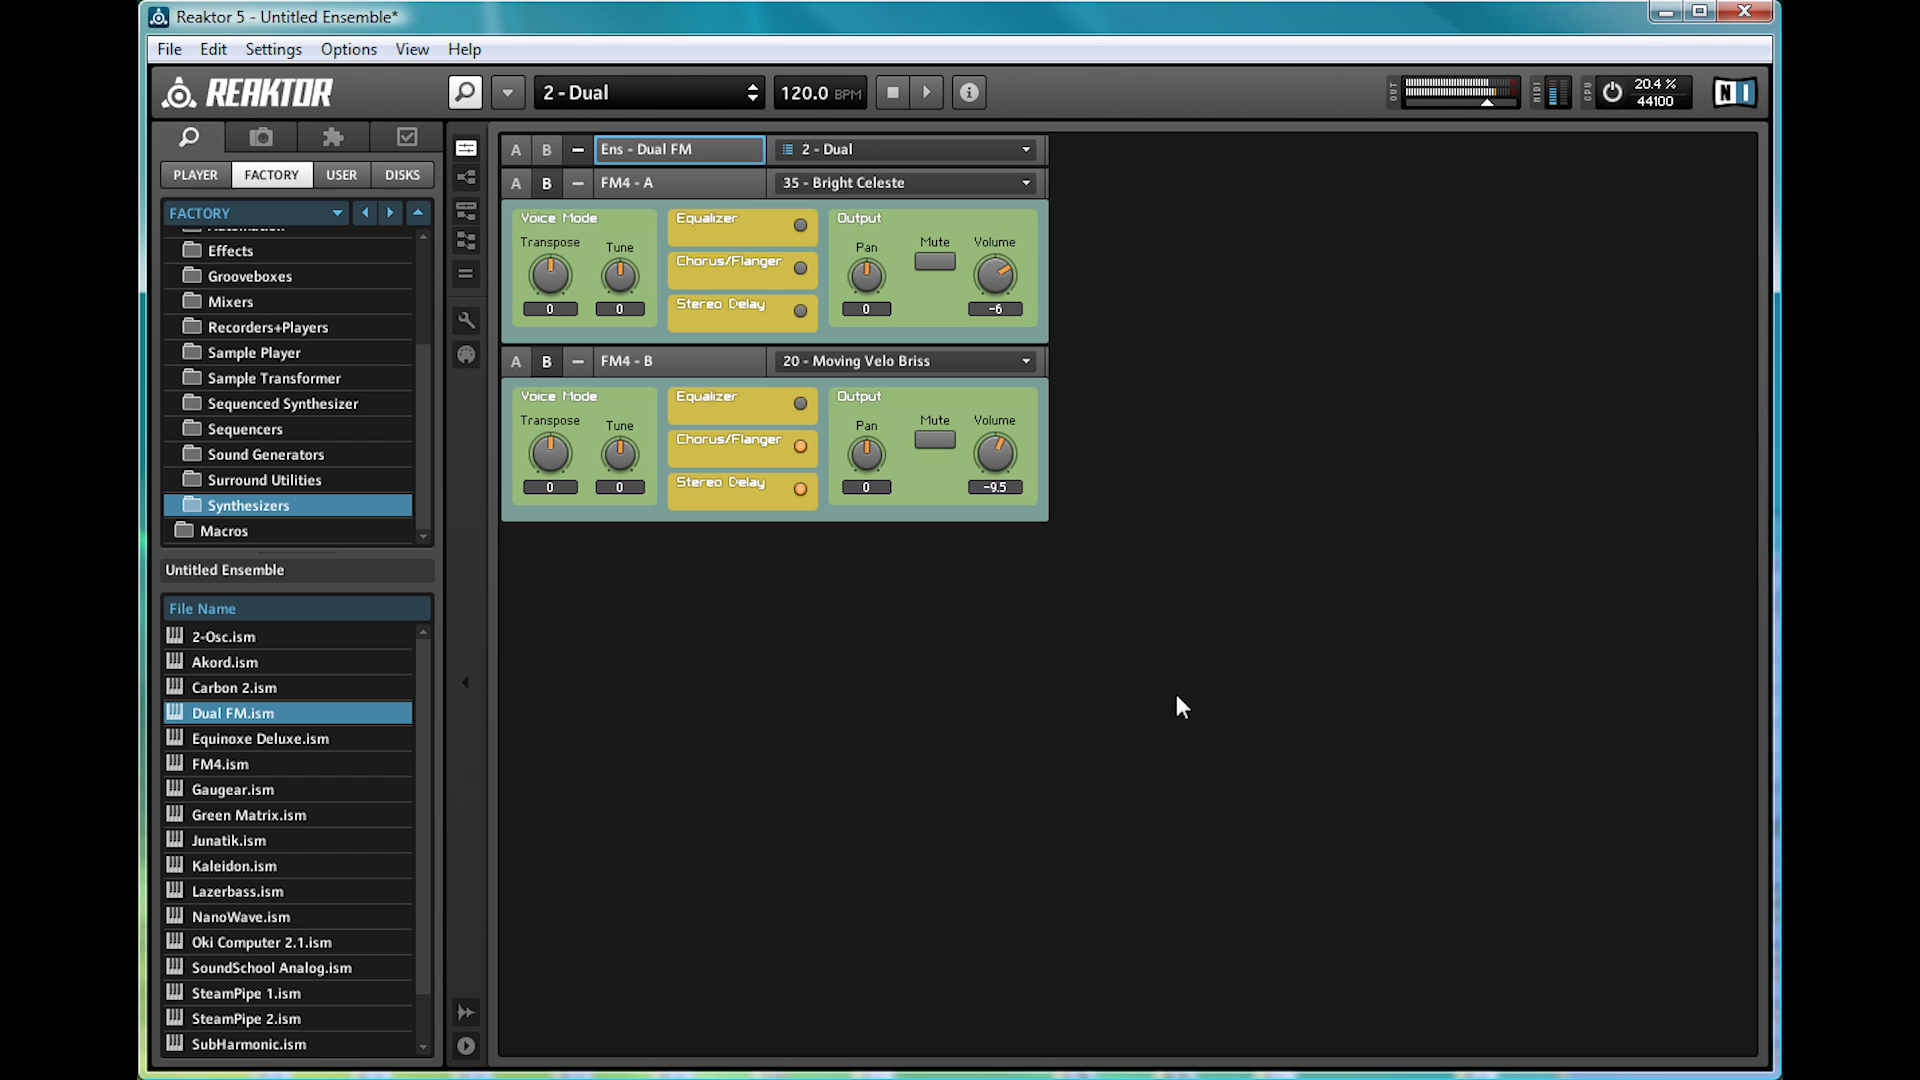 Reaktor 5 - Untitled Ensemble*
File Edit Settings Options View Help
REAKTOR
2 - Dual
120.0 BPM
OUT
MIDI
CPU
20.4 %
44100
NI
PLAYER FACTORY USER DISKS
FACTORY
Effects
Grooveboxes
Mixers
Recorders+Players
Sample Player
Sample Transformer
Sequenced Synthesizer
Sequencers
Sound Generators
Surround Utilities
Synthesizers
Macros
Untitled Ensemble
File Name
2-Osc.ism
Akord.ism
Carbon 2.ism
Dual FM.ism
Equinoxe Deluxe.ism
FM4.ism
Gaugear.ism
Green Matrix.ism
Junatik.ism
Kaleidon.ism
Lazerbass.ism
NanoWave.ism
Oki Computer 2.1.ism
SoundSchool Analog.ism
SteamPipe 1.ism
SteamPipe 2.ism
SubHarmonic.ism
A B Ens - Dual FM 2 - Dual
A B FM4 - A 35 - Bright Celeste
Voice Mode Equalizer Output
Transpose Tune Pan Mute Volume
Chorus/Flanger
Stereo Delay
0 0 0 -6
A B FM4 - B 20 - Moving Velo Briss
Voice Mode Equalizer Output
Transpose Tune Pan Mute Volume
Chorus/Flanger
Stereo Delay
0 0 0 -9.5